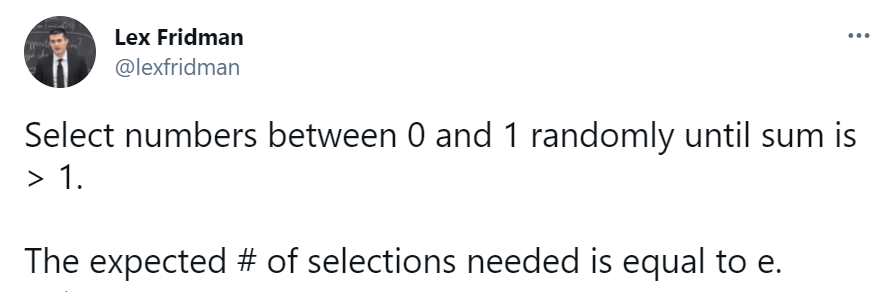 Lex Fridman
@lexfridman
Select numbers between 0 and 1 randomly until sum is
> 1.
The expected # of selections needed is equal to e.